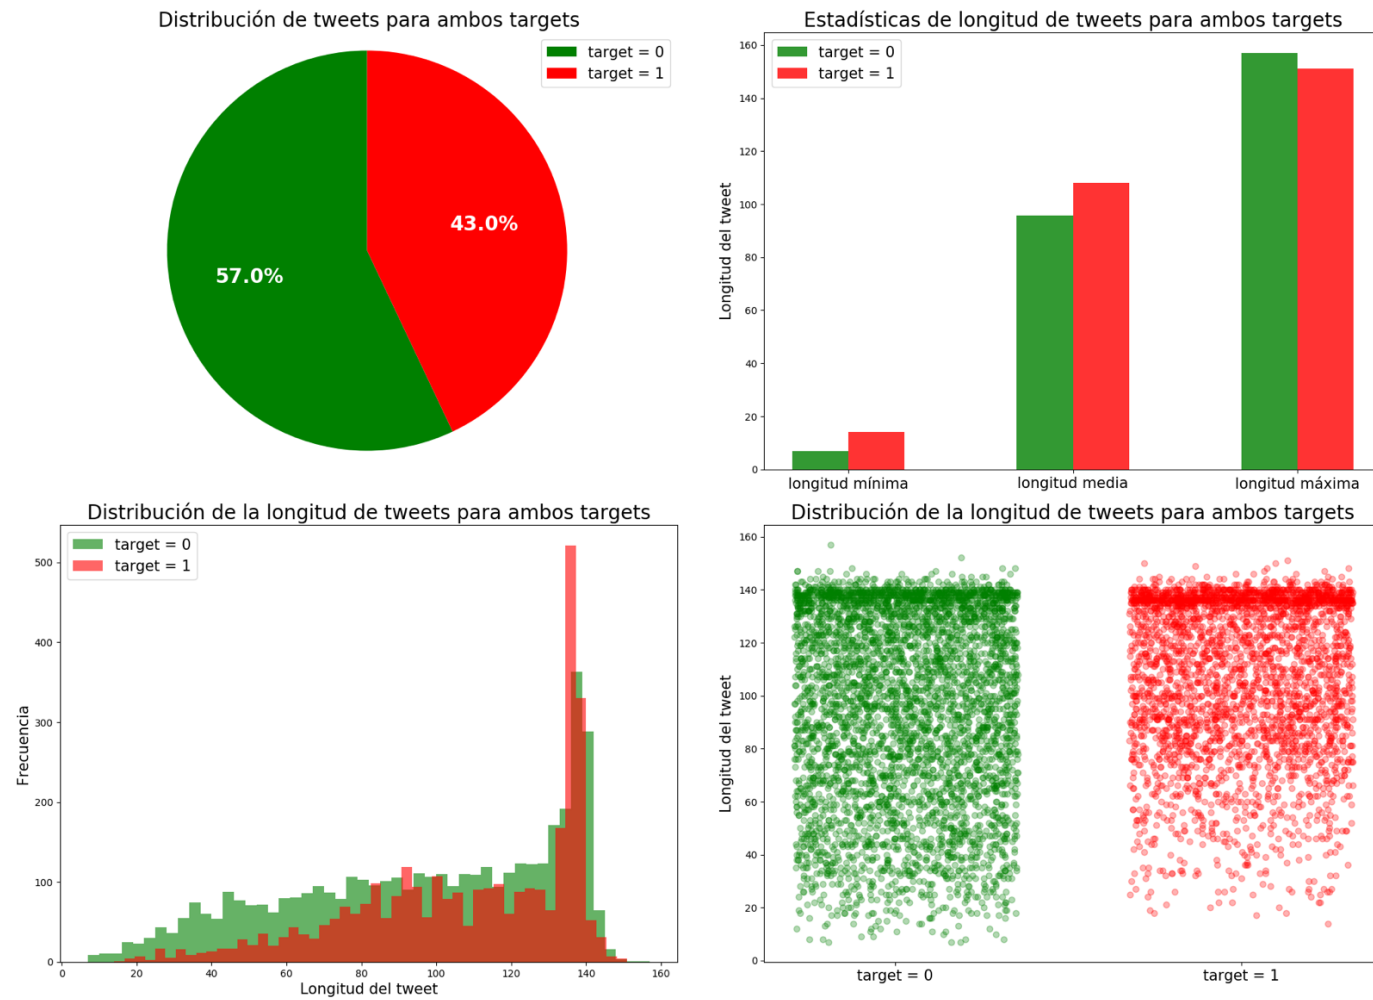 Distribución de tweets para ambos targets
target = 0
target = 1
43.0%
57.0%
Estadísticas de longitud de tweets para ambos targets
target = 0
target = 1
Longitud del tweet
160
140
120
100
80
60
40
20
0
longitud mínima
longitud media
longitud máxima
Distribución de la longitud de tweets para ambos targets
target = 0
target = 1
Frecuencia
500
400
300
200
100
0
0
20
40
60
80
100
120
140
160
Longitud del tweet
Distribución de la longitud de tweets para ambos targets
Longitud del tweet
160
140
120
100
80
60
40
20
0
target = 0
target = 1